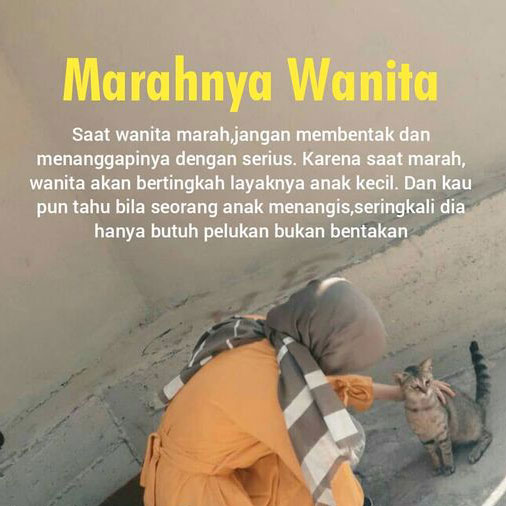 Marahnya Wanita
Saat wanita marah,jangan membentak dan
menanggapinya dengan serius. Karena saat marah,
wanita akan bertingkah layaknya anak kecil. Dan kau
pun tahu bila seorang anak menangis,seringkali dia
hanya butuh pelukan bukan bentakan